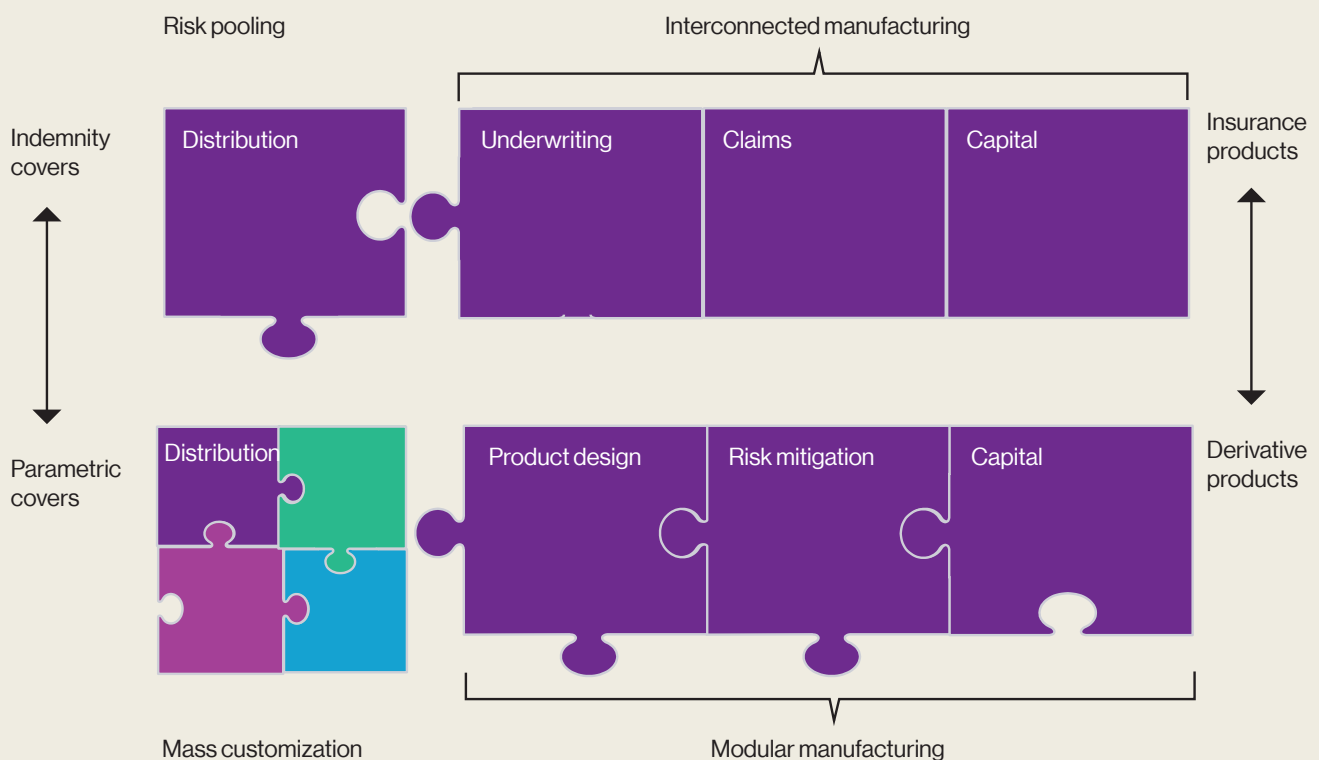 Risk pooling
Interconnected manufacturing
Indemnity
covers
Distribution
Underwriting
Claims
Capital
Insurance
products
Parametric
covers
Distribution
Product design
Risk mitigation
Capital
Derivative
products
Mass customization
Modular manufacturing